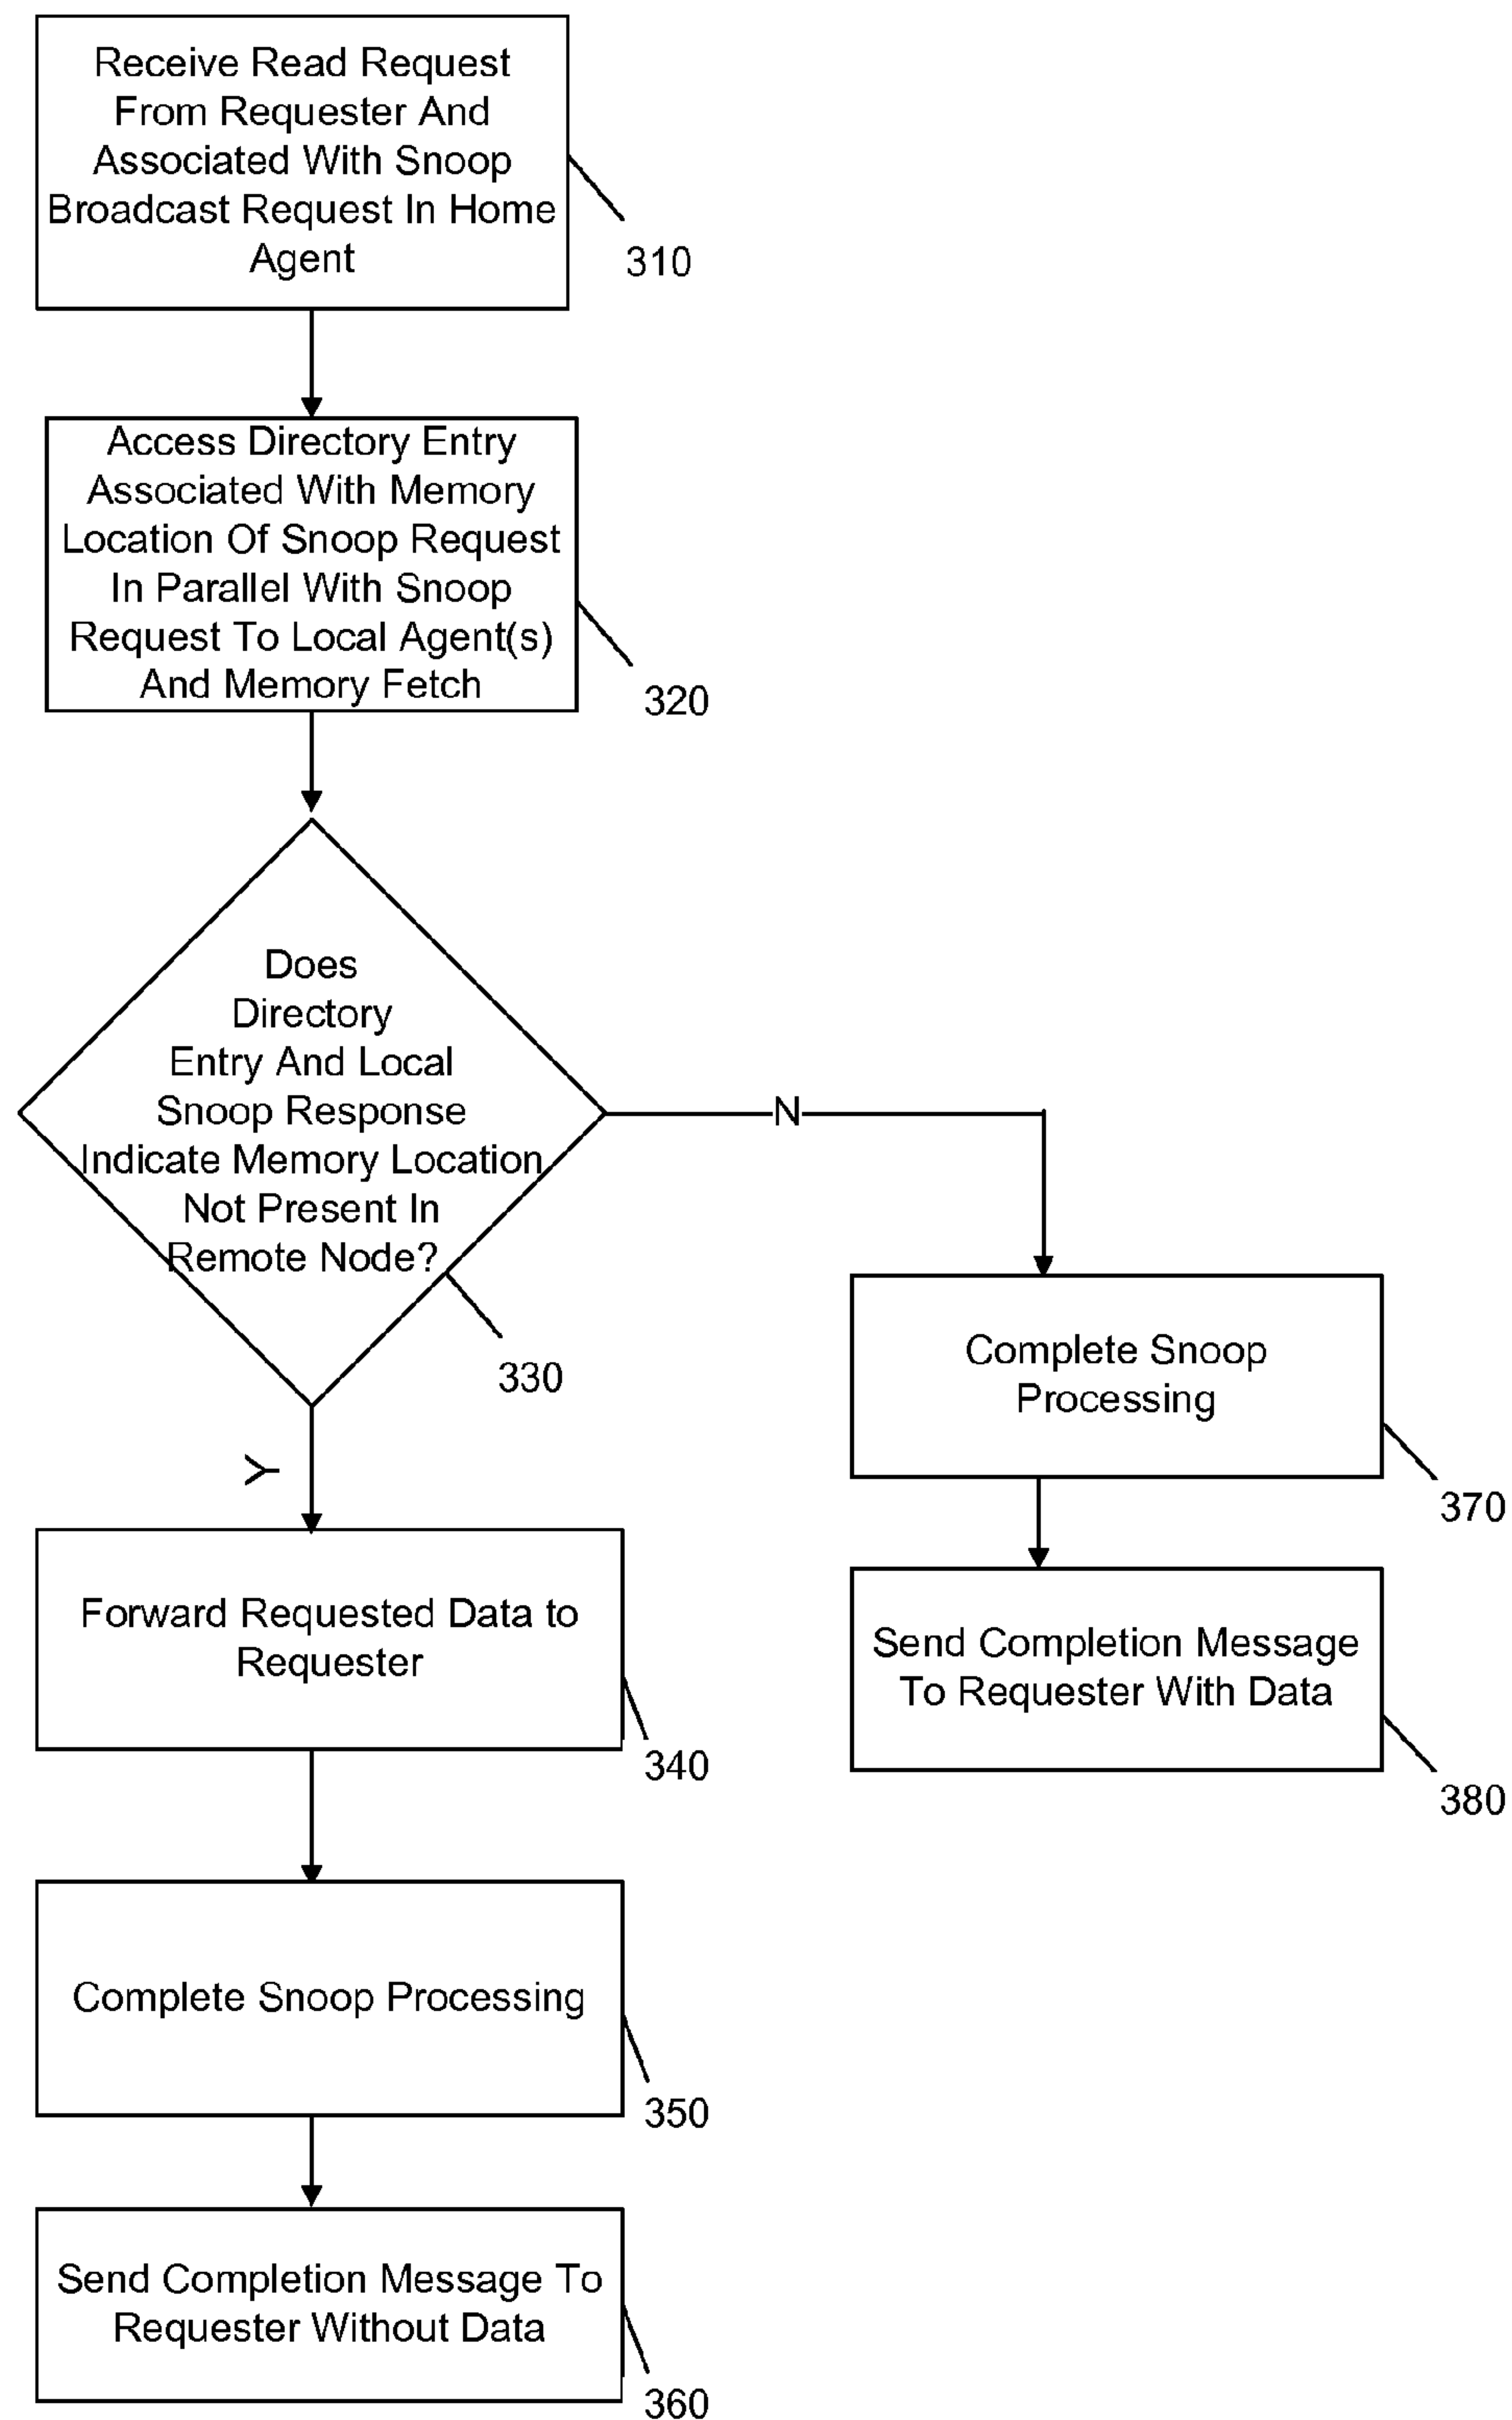 Receive Read Request
From Requester And
Associated With Snoop
Broadcast Request In Home
Agent
310
Access Directory Entry
Associated With Memory
Location Of Snoop Request
In Parallel With Snoop
Request To Local Agent(s)
And Memory Fetch
320
Does
Directory
Entry And Local
Snoop Response
Indicate Memory Location
Not Present In
Remote Node?
330
N
Y
Complete Snoop
Processing
370
Send Completion Message
To Requester With Data
380
Forward Requested Data to
Requester
340
Complete Snoop Processing
350
Send Completion Message To
Requester Without Data
360